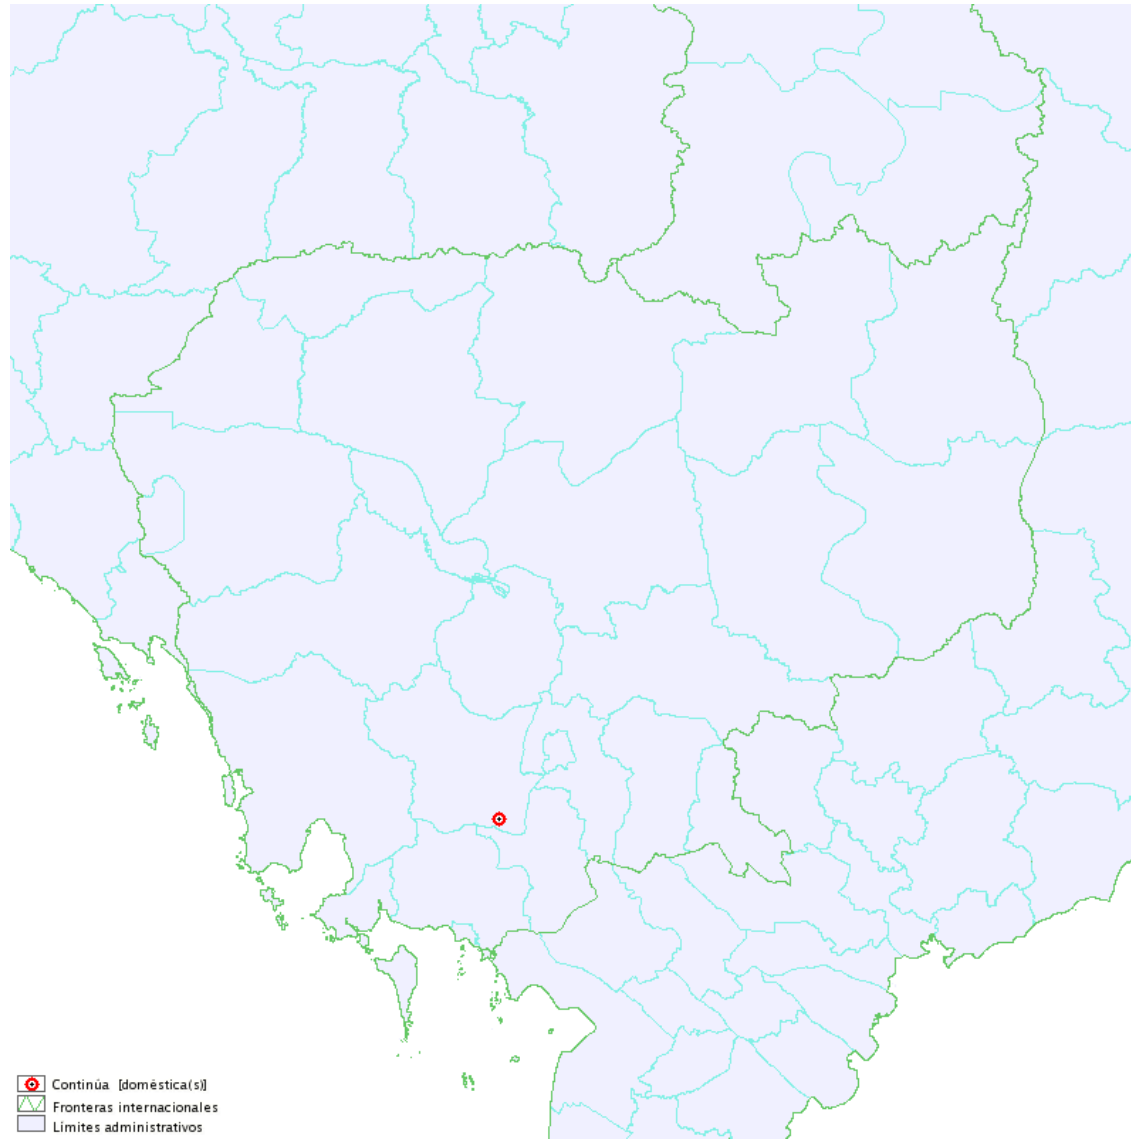 Continúa [doméstica(s)]
Fronteras internacionales
Límites administrativos